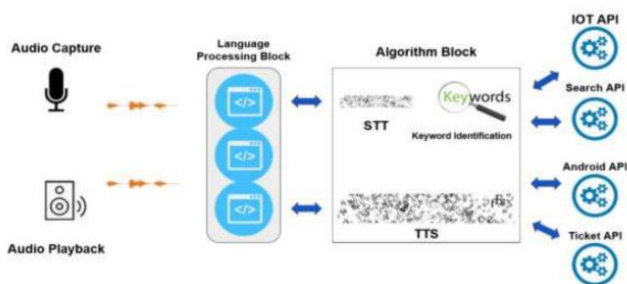 Audio Capture
Language
Processing Block
</>
</>
</>
Audio Playback
Algorithm Block
Keywords
STT
Keyword Identification
TTS
IOT API
Search API
Android API
Ticket API